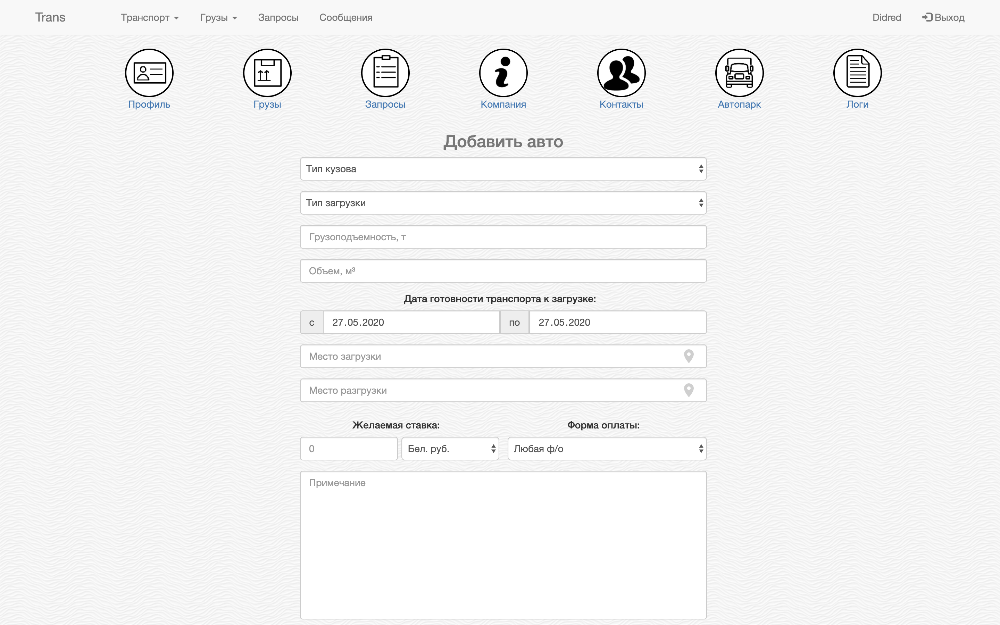 Trans Транспорт Грузы Запросы Сообщения Didred Выход
Профиль Грузы Запросы Компания Контакты Автопарк Логи
Добавить авто
Тип кузова
Тип загрузки
Грузоподъемность, т
Объем, м³
Дата готовности транспорта к загрузке:
с 27.05.2020 по 27.05.2020
Место загрузки
Место разгрузки
Желаемая ставка: Форма оплаты:
0 Бел. руб. Любая ф/о
Примечание